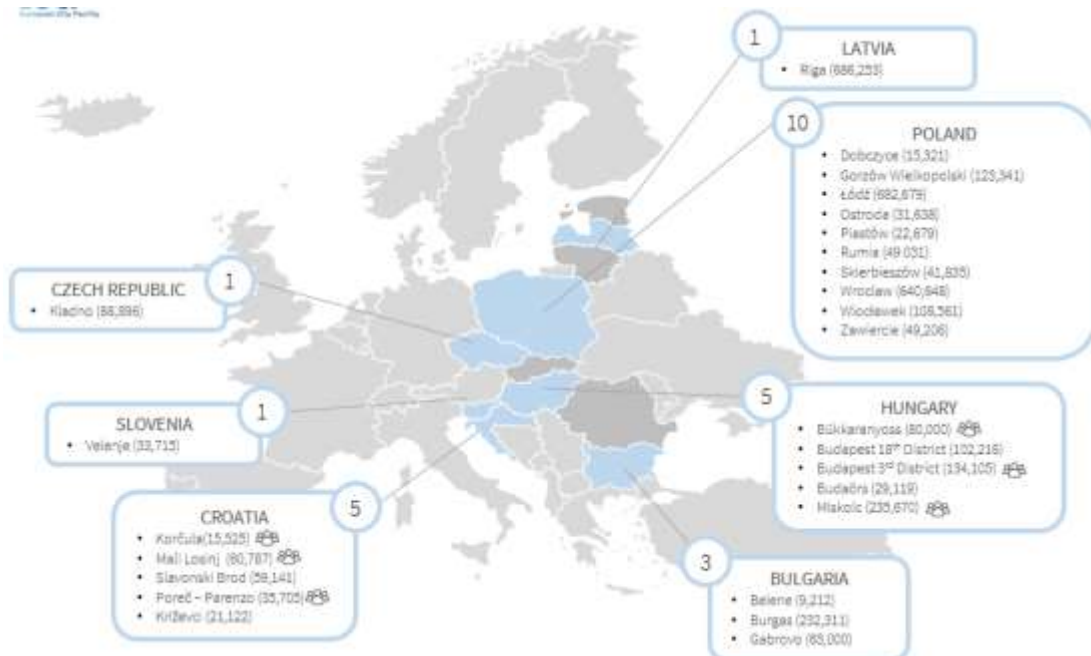 1
LATVIA
• Riga (686,253)
10
POLAND
• Dobczyce (15,321)
• Gorzów Wielkopolski (123,341)
• Łódź (682,679)
• Ostroda (31,638)
• Piastów (22,679)
• Rumia (49.031)
• Skierbieszów (41,835)
• Wroclaw (640,648)
• Wlocławek (108,561)
• Zawiercie (49,206)
1
CZECH REPUBLIC
• Kladno (68,896)
1
SLOVENIA
• Velenje (33,715)
5
HUNGARY
• Bükkaranyoss (80,000)
• Budapest 18ᵗʰ District (102,216)
• Budapest 3ʳᵈ District (134,105)
• Budaörs (29,119)
• Miskolc (235,670)
5
CROATIA
• Korčula(15,525)
• Mali Losinj (60,787)
• Slavonski Brod (59,141)
• Poreč – Parenzo (35,705)
• Križevci (21,122)
3
BULGARIA
• Belene (9,212)
• Burgas (232,311)
• Gabrovo (65,000)